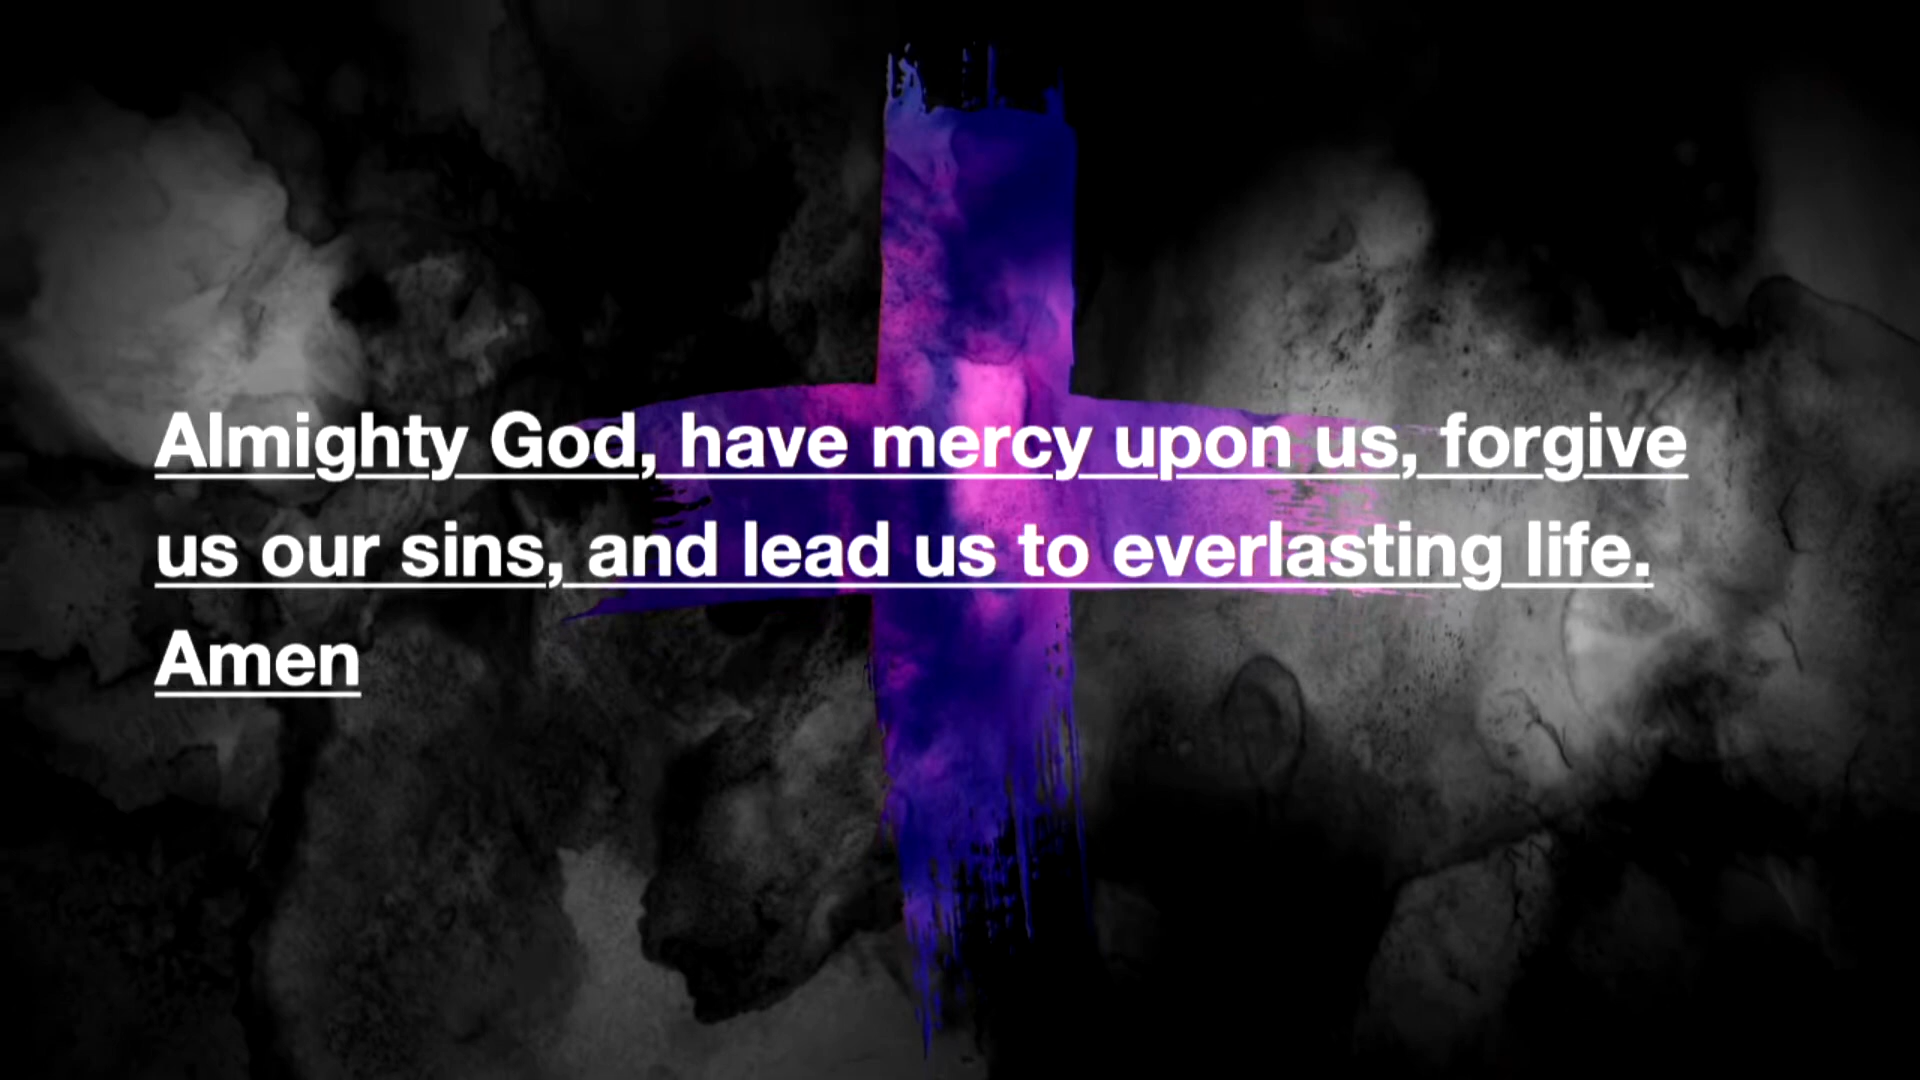 Almighty God, have mercy upon us, forgive
us our sins, and lead us to everlasting life.
Amen